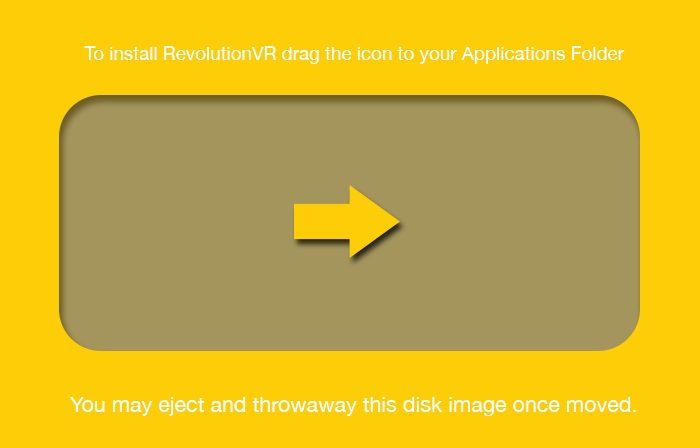 To install RevolutionVR drag the icon to your Applications Folder
You may eject and throwaway this disk image once moved.